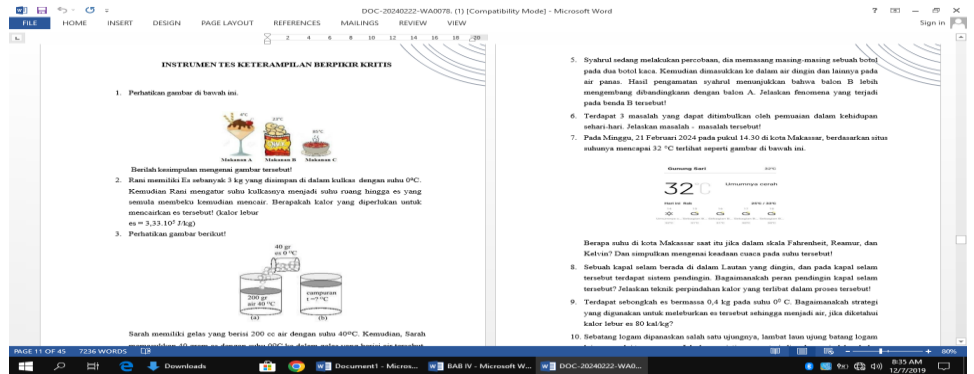 DOC-20240222-WA0078. (1) [Compatibility Mode] - Microsoft Word
FILE HOME INSERT DESIGN PAGE LAYOUT REFERENCES MAILINGS REVIEW VIEW Sign in
2 4 6 8 10 12 14 16 18
INSTRUMEN TES KETERAMPILAN BERPIKIR KRITIS
1. Perhatikan gambar di bawah ini.
Makanan A Makanan B Makanan C
Berilah kesimpulan mengenai gambar tersebut!
2. Rani memiliki Es sebanyak 3 kg yang disimpan di dalam kulkas dengan suhu 0°C.
Kemudian Rani mengatur suhu kulkasnya menjadi suhu ruang hingga es yang
semula membeku kemudian mencair. Berapakah kalor yang diperlukan untuk
mencairkan es tersebut! (kalor lebur
es = 3,33.10⁵ J/kg)
3. Perhatikan gambar berikut!
40 gr
es 0 °C
200 gr
air 40 °C
campuran
t =? °C
(a) (b)
Sarah memiliki gelas yang berisi 200 cc air dengan suhu 40°C. Kemudian, Sarah
5. Syahrul sedang melakukan percobaan, dia memasang masing-masing sebuah botol
pada dua botol kaca. Kemudian dimasukkan ke dalam air dingin dan lainnya pada
air panas. Hasil pengamatan syahrul menunjukkan bahwa balon B lebih
mengembang dibandingkann dengan balon A. Jelaskan fenomena yang terjadi
pada benda B tersebut!
6. Terdapat 3 masalah yang dapat ditimbulkan oleh pemuaian dalam kehidupan
sehari-hari. Jelaskan masalah - masalah tersebut!
7. Pada Minggu, 21 Februari 2024 pada pukul 14.30 di kota Makassar, berdasarkan situs
suhunya mencapai 32 °C terlihat seperti gambar di bawah ini.
Gunung Sari
32°C Umumnya cerah
Berapa suhu di kota Makassar saat itu jika dalam skala Fahrenheit, Reamur, dan
Kelvin? Dan simpulkan mengenai keadaan cuaca pada suhu tersebut!
8. Sebuah kapal selam berada di dalam Lautan yang dingin, dan pada kapal selam
tersebut terdapat sistem pendingin. Bagaimanakah peran pendingin kapal selam
tersebut? Jelaskan teknik perpindahan kalor yang terlibat dalam proses tersebut!
9. Terdapat sebongkah es bermassa 0,4 kg pada suhu 0⁰ C. Bagaimanakah strategi
yang digunakan untuk meleburkan es tersebut sehingga menjadi air, jika diketahui
kalor lebur es 80 kal/kg?
10. Sebatang logam dipanaskan salah satu ujungnya, lambat laun ujung batang logam
PAGE 11 OF 45 7236 WORDS 80%
Downloads Document1 - Micros... BAB IV - Microsoft W... DOC-20240222-WA0... 8:35 AM
12/7/2019